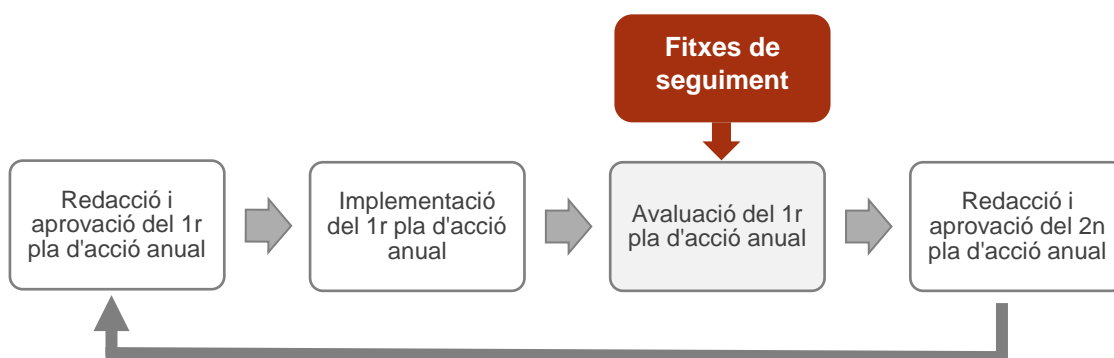 Fitxes de
seguiment
Redacció i
aprovació del 1r
pla d'acció anual
Implementació
del 1r pla d'acció
anual
Avaluació del 1r
pla d'acció anual
Redacció i
aprovació del 2n
pla d'acció anual